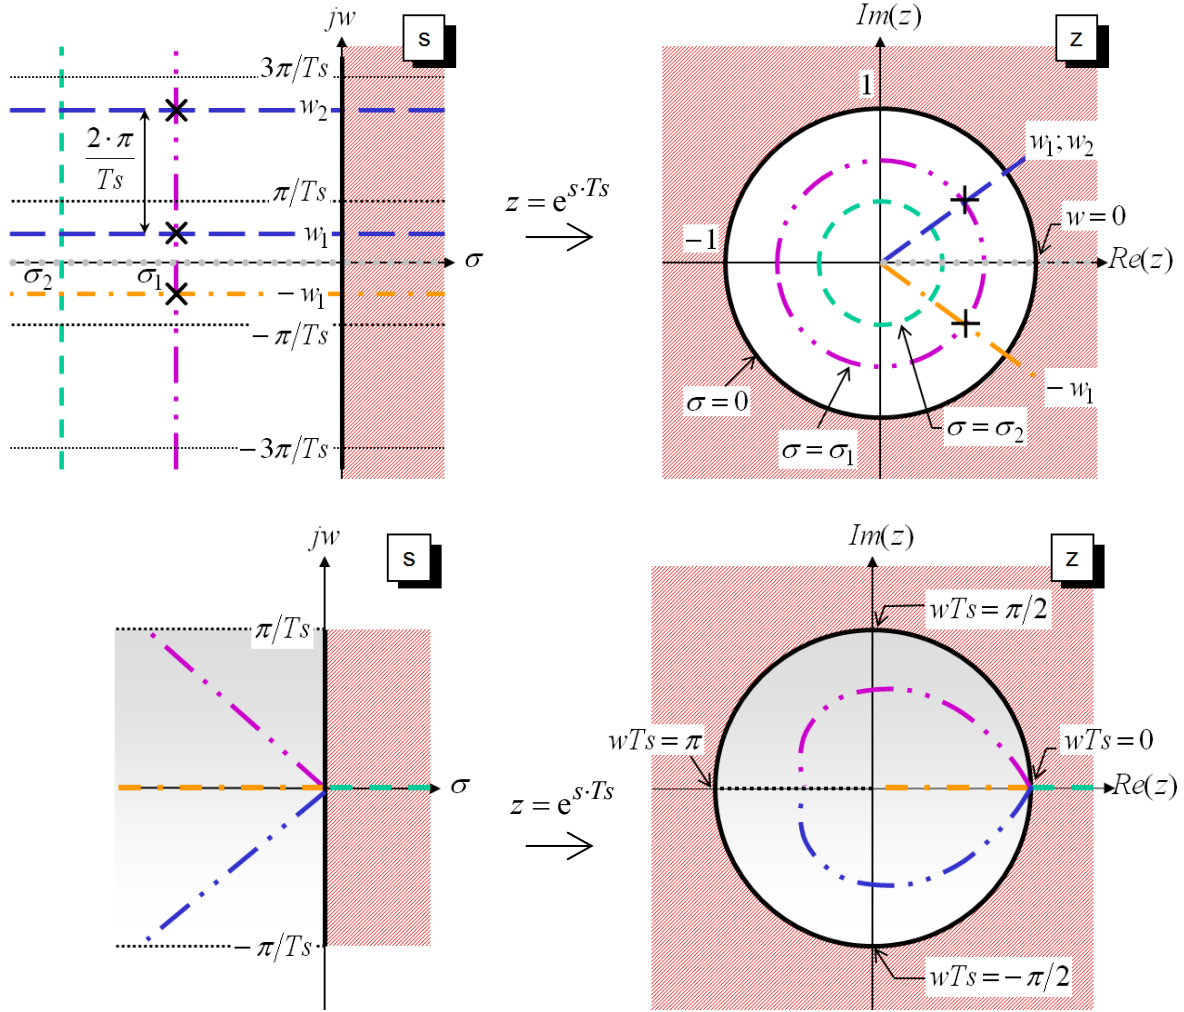 jw
s
3π/Ts
w₂
2·π
Ts
π/Ts
w₁
σ₂
σ₁
σ
−w₁
−π/Ts
−3π/Ts
z = e^{s·Ts}
Im(z)
z
1
w₁; w₂
−1
w = 0
Re(z)
−w₁
σ = 0
σ = σ₂
σ = σ₁
jw
s
π/Ts
σ
−π/Ts
z = e^{s·Ts}
Im(z)
z
wTs = π/2
wTs = π
wTs = 0
Re(z)
wTs = −π/2